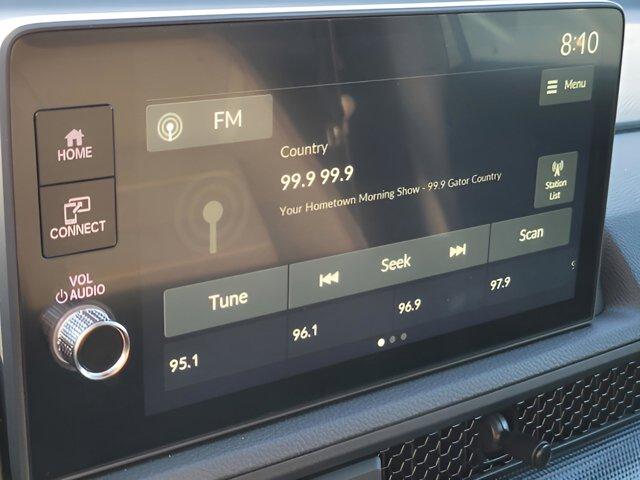 8:40
FM
Menu
HOME
Country
99.9 99.9
Your Hometown Morning Show - 99.9 Gator Country
Station
List
CONNECT
Tune
Seek
Scan
VOL
AUDIO
95.1
96.1
96.9
97.9